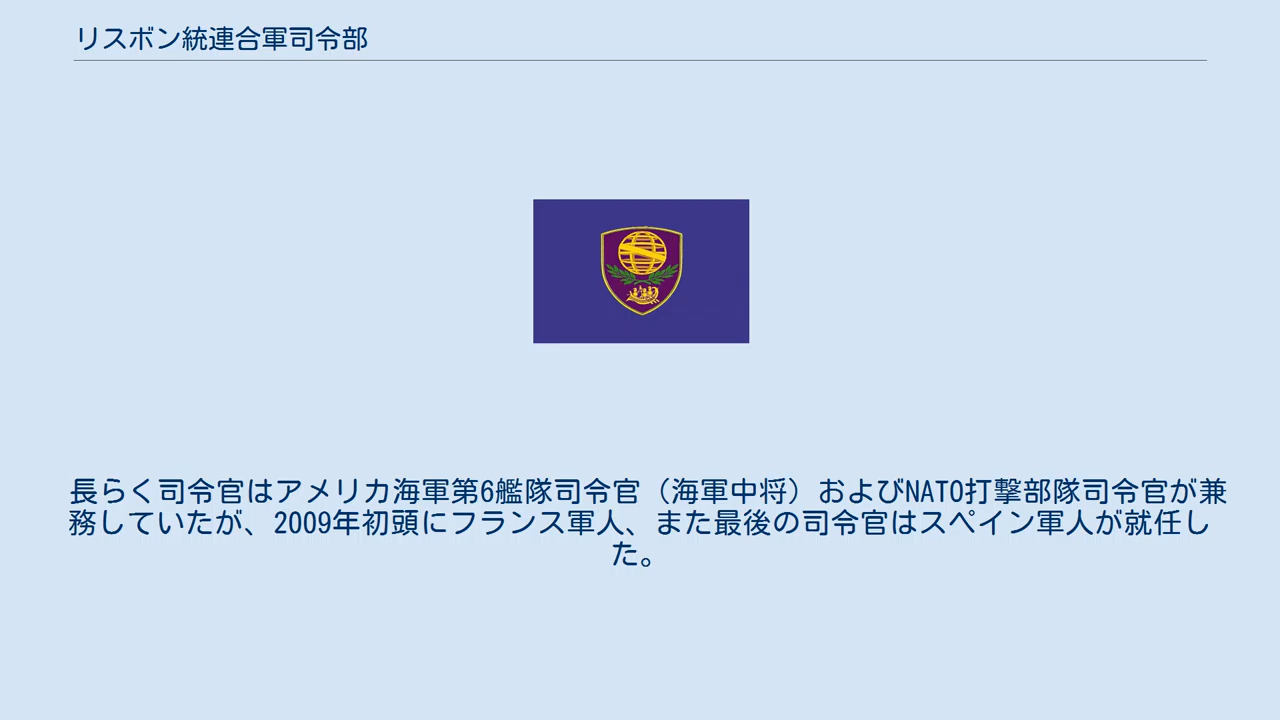 リスボン統連合軍司令部
長らく司令官はアメリカ海軍第6艦隊司令官（海軍中将）およびNATO打撃部隊司令官が兼
務していたが、2009年初頭にフランス軍人、また最後の司令官はスペイン軍人が就任し
た。